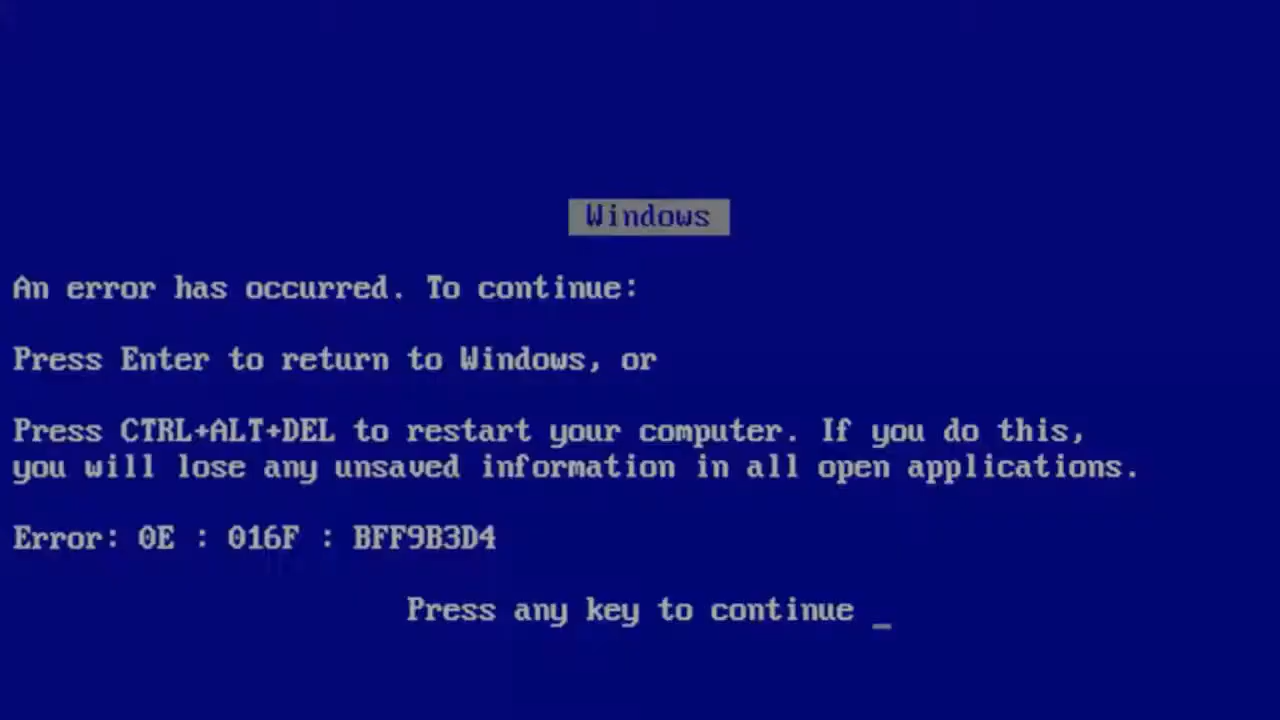 Windows
An error has occurred. To continue:
Press Enter to return to Windows, or
Press CTRL+ALT+DEL to restart your computer. If you do this,
you will lose any unsaved information in all open applications.
Error: 0E : 016F : BFF9B3D4
Press any key to continue _